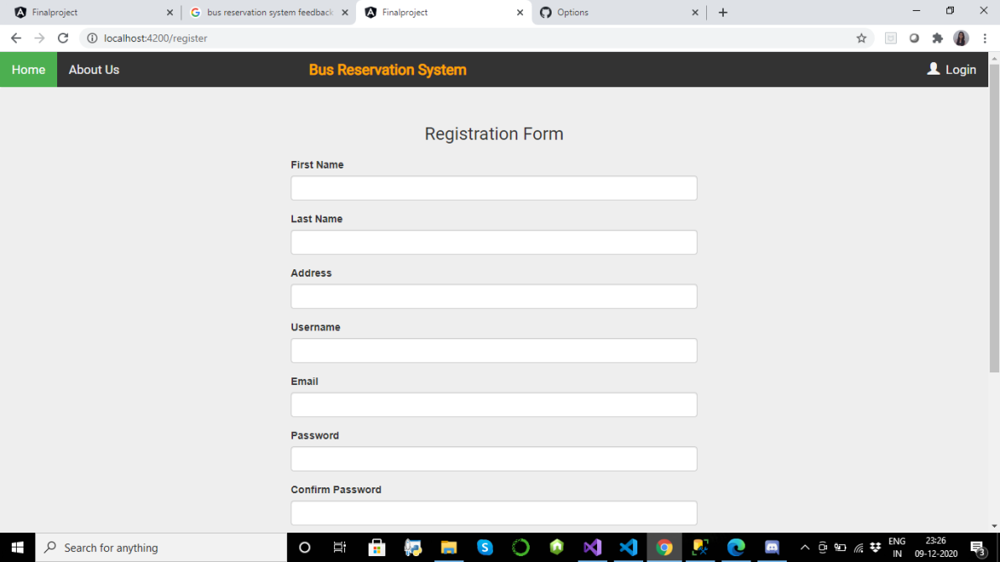 Finalproject
bus reservation system feedback
Finalproject
Options
localhost:4200/register
Home
About Us
Bus Reservation System
Login
Registration Form
First Name
Last Name
Address
Username
Email
Password
Confirm Password
Search for anything
ENG
IN
23:26
09-12-2020
3